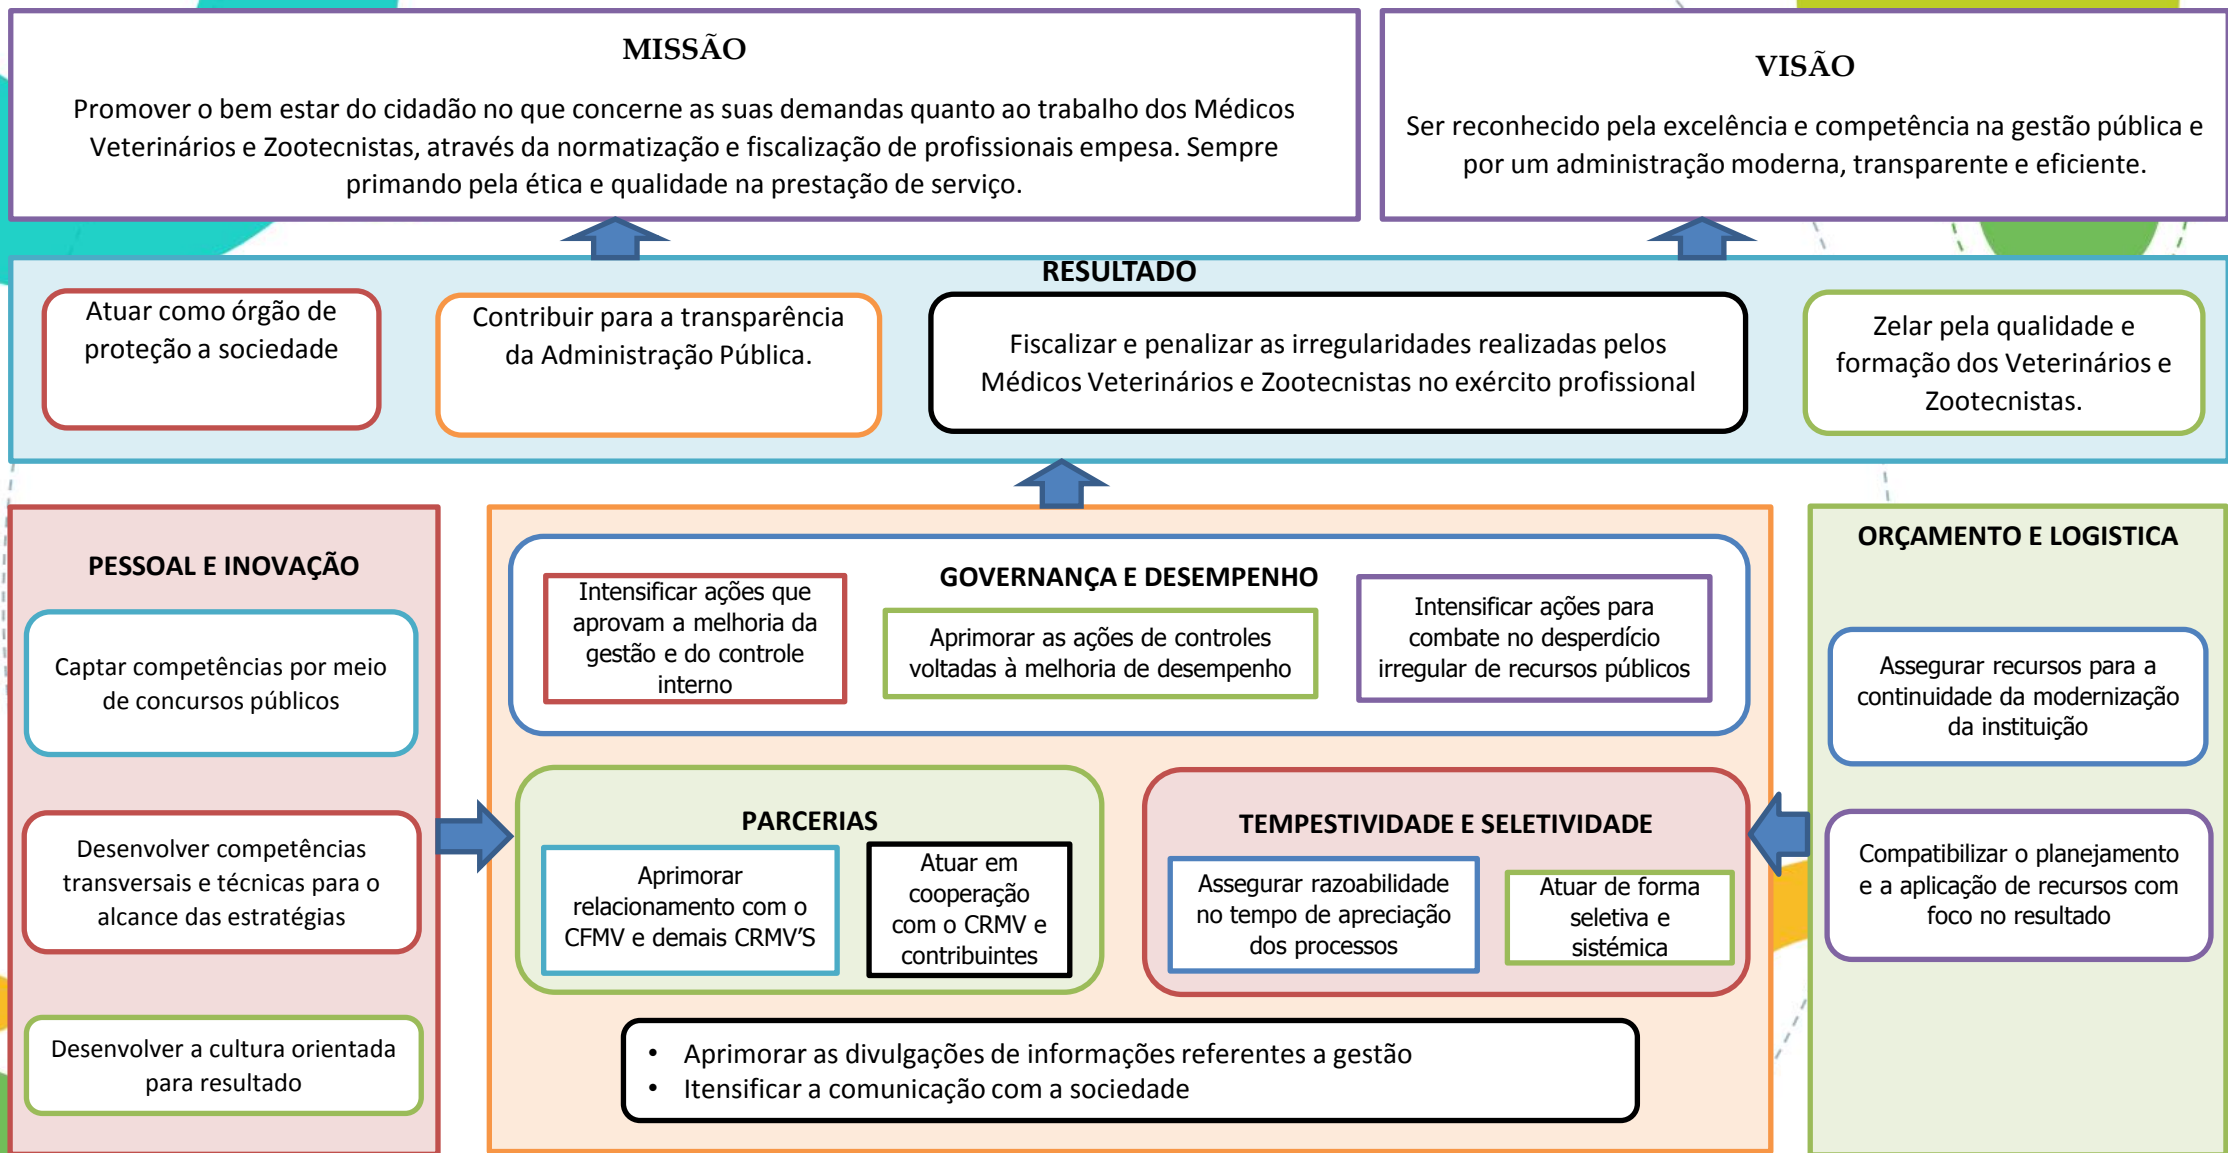 MISSÃO
Promover o bem estar do cidadão no que concerne as suas demandas quanto ao trabalho dos Médicos
Veterinários e Zootecnistas, através da normatização e fiscalização de profissionais empesa. Sempre
primando pela ética e qualidade na prestação de serviço.
VISÃO
Ser reconhecido pela excelência e competência na gestão pública e
por um administração moderna, transparente e eficiente.
RESULTADO
Atuar como órgão de
proteção a sociedade
Contribuir para a transparência
da Administração Pública.
Fiscalizar e penalizar as irregularidades realizadas pelos
Médicos Veterinários e Zootecnistas no exército profissional
Zelar pela qualidade e
formação dos Veterinários e
Zootecnistas.
PESSOAL E INOVAÇÃO
Captar competências por meio
de concursos públicos
Desenvolver competências
transversais e técnicas para o
alcance das estratégias
Desenvolver a cultura orientada
para resultado
GOVERNANÇA E DESEMPENHO
Intensificar ações que
aprovam a melhoria da
gestão e do controle
interno
Aprimorar as ações de controles
voltadas à melhoria de desempenho
Intensificar ações para
combate no desperdício
irregular de recursos públicos
PARCERIAS
Aprimorar
relacionamento com o
CFMV e demais CRMV’S
Atuar em
cooperação
com o CRMV e
contribuintes
TEMPESTIVIDADE E SELETIVIDADE
Assegurar razoabilidade
no tempo de apreciação
dos processos
Atuar de forma
seletiva e
sistémica
• Aprimorar as divulgações de informações referentes a gestão
• Itensificar a comunicação com a sociedade
ORÇAMENTO E LOGISTICA
Assegurar recursos para a
continuidade da modernização
da instituição
Compatibilizar o planejamento
e a aplicação de recursos com
foco no resultado